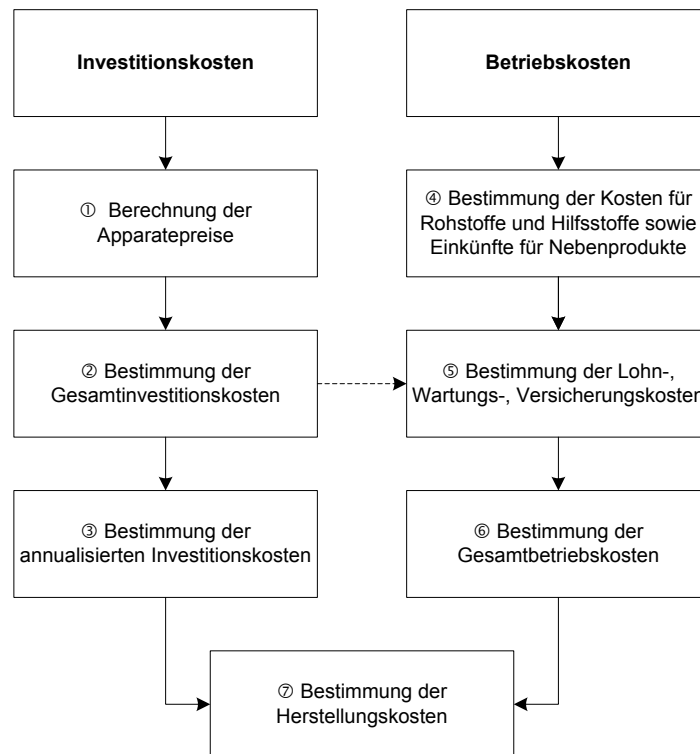 Investitionskosten
Betriebskosten
① Berechnung der
Apparatepreise
④ Bestimmung der Kosten für
Rohstoffe und Hilfsstoffe sowie
Einkünfte für Nebenprodukte
② Bestimmung der
Gesamtinvestitionskosten
⑤ Bestimmung der Lohn-,
Wartungs-, Versicherungskosten
③ Bestimmung der
annualisierten Investitionskosten
⑥ Bestimmung der
Gesamtbetriebskosten
⑦ Bestimmung der
Herstellungskosten